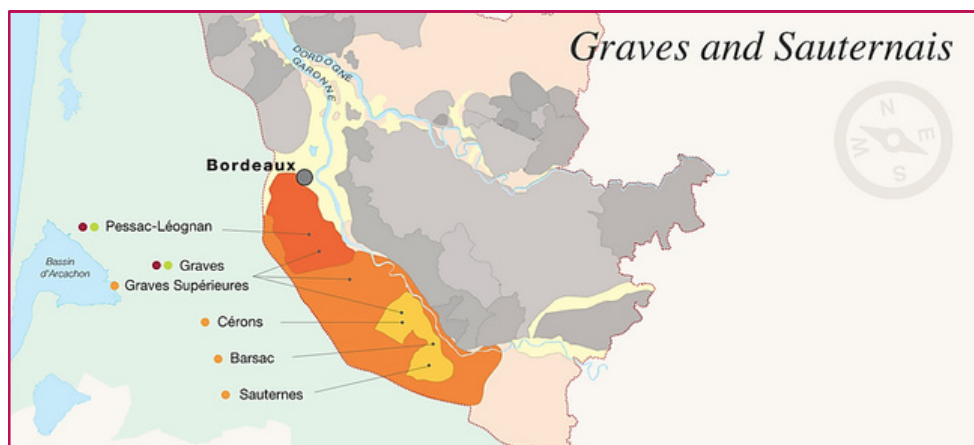 Graves and Sauternais
DORDOGNE
GARONNE
N
E
S
W
Bordeaux
Pessac-Léognan
Bassin
d'Arcachon
Graves
Graves Supérieures
Cérons
Barsac
Sauternes